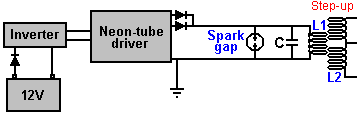 Step-up
Neon-tube
driver
Inverter
L1
Spark
gap
C
L2
12V